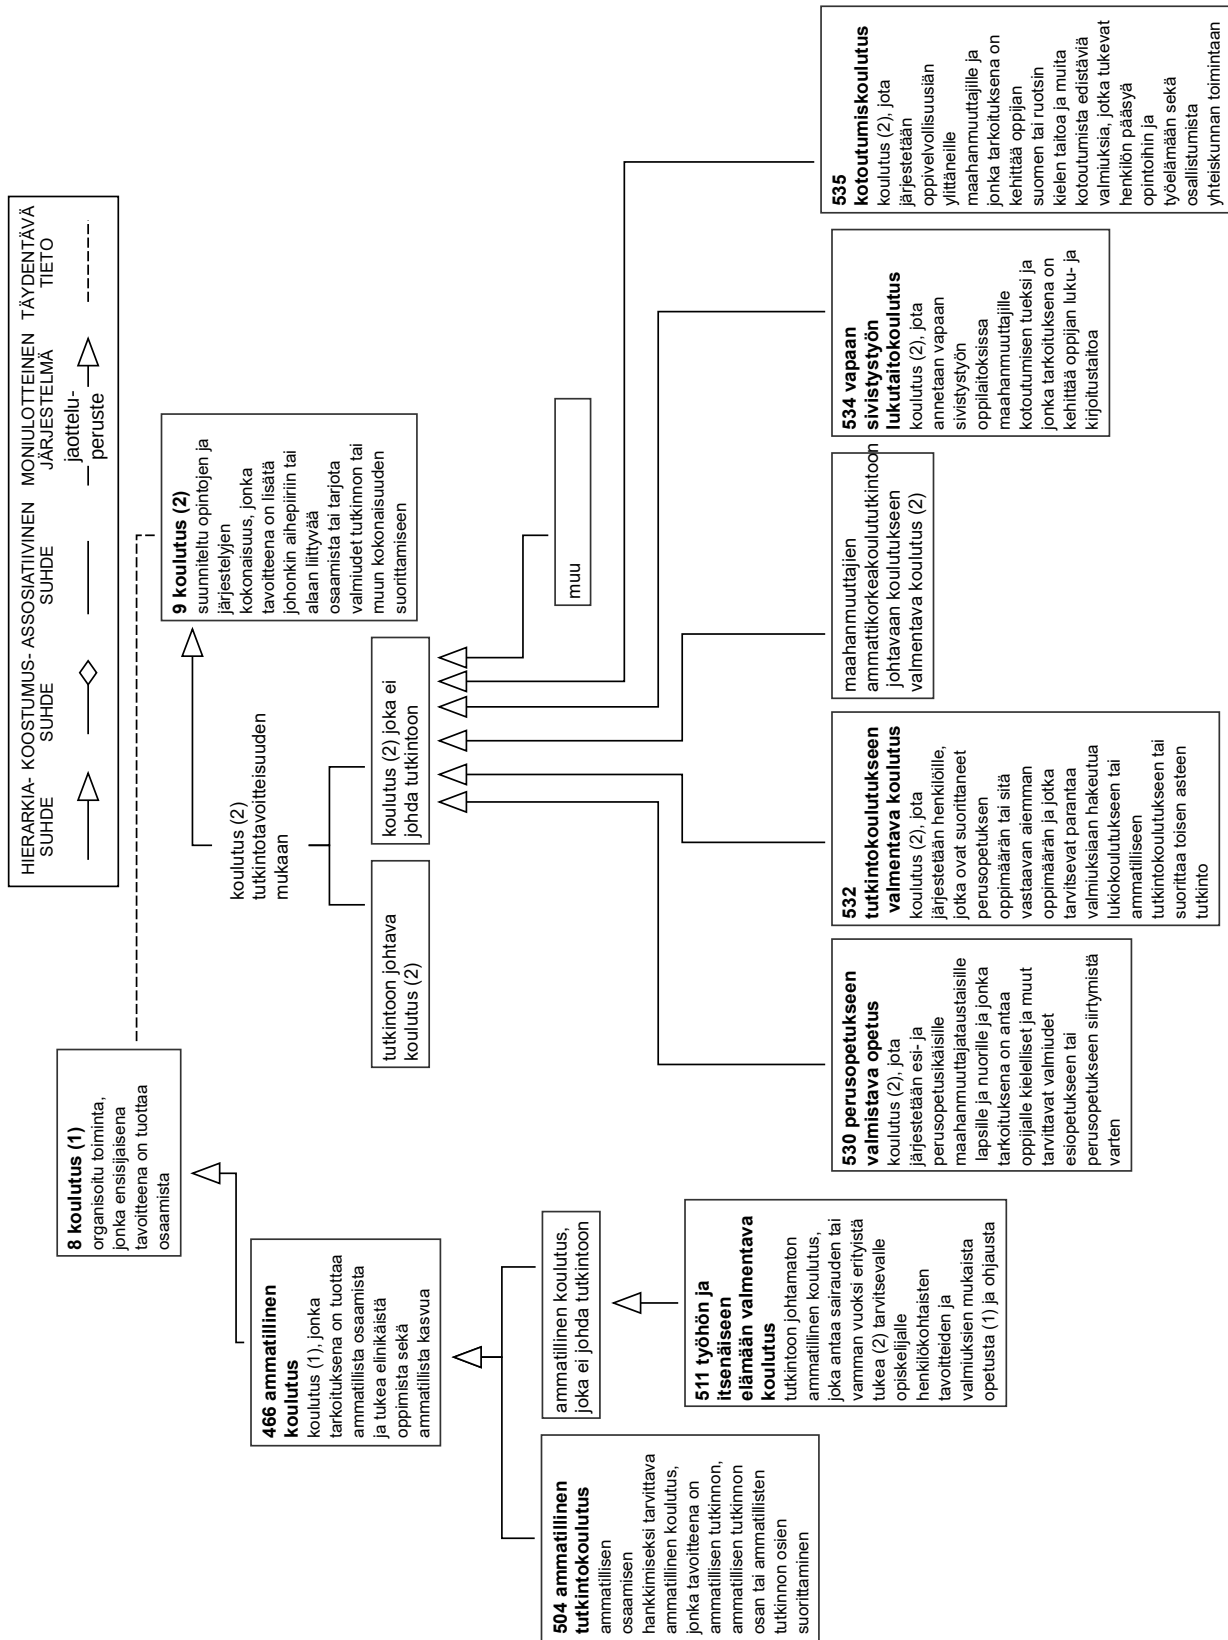 HIERARKIA- KOOSTUMUS- ASSOSIATIIVINEN MONIULOTTEINEN TÄYDENTÄVÄ
SUHDE SUHDE SUHDE JÄRJESTELMÄ TIETO
jaottelu-
peruste
8 koulutus (1)
organisoitu toiminta,
jonka ensisijaisena
tavoitteena on tuottaa
osaamista
9 koulutus (2)
suunniteltu opintojen ja
järjestelyjen
kokonaisuus, jonka
tavoitteena on lisätä
johonkin aihepiiriin tai
alaan liittyvää
osaamista tai tarjota
valmiudet tutkinnon tai
muun kokonaisuuden
suorittamiseen
466 ammatillinen
koulutus
koulutus (1), jonka
tarkoituksena on tuottaa
ammatillista osaamista
ja tukea elinikäistä
oppimista sekä
ammatillista kasvua
koulutus (2)
tutkintotavoitteisuuden
mukaan
tutkintoon johtava
koulutus (2)
koulutus (2) joka ei
johda tutkintoon
504 ammatillinen
tutkintokoulutus
ammatillisen
osaamisen
hankkimiseksi tarvittava
ammatillinen koulutus,
jonka tavoitteena on
ammatillisen tutkinnon,
ammatillisen tutkinnon
osan tai ammatillisten
tutkinnon osien
suorittaminen
ammatillinen koulutus,
joka ei johda tutkintoon
muu
511 työhön ja
itsenäiseen
elämään valmentava
koulutus
tutkintoon johtamaton
ammatillinen koulutus,
joka antaa sairauden tai
vamman vuoksi erityistä
tukea (2) tarvitsevalle
opiskelijalle
henkilökohtaisten
tavoitteiden ja
valmiuksien mukaista
opetusta (1) ja ohjausta
530 perusopetukseen
valmistava opetus
koulutus (2), jota
järjestetään esi- ja
perusopetusikäisille
maahanmuuttajataustaisille
lapsille ja nuorille ja jonka
tarkoituksena on antaa
oppijalle kielelliset ja muut
tarvittavat valmiudet
esiopetukseen tai
perusopetukseen siirtymistä
varten
532
tutkintokoulutukseen
valmentava koulutus
koulutus (2), jota
järjestetään henkilöille,
jotka ovat suorittaneet
perusopetuksen
oppimäärän tai sitä
vastaavan aiemman
oppimäärän ja jotka
tarvitsevat parantaa
valmiuksiaan hakeutua
lukiokoulutukseen tai
ammatilliseen
tutkintokoulutukseen tai
suorittaa toisen asteen
tutkinto
maahanmuuttajien
ammattikorkeakoulututkintoon
johtavaan koulutukseen
valmentava koulutus (2)
534 vapaan
sivistystyön
lukutaitokoulutus
koulutus (2), jota
annetaan vapaan
sivistystyön
oppilaitoksissa
maahanmuuttajille
kotoutumisen tueksi ja
jonka tarkoituksena on
kehittää oppijan luku- ja
kirjoitustaitoa
535
kotoutumiskoulutus
koulutus (2), jota
järjestetään
oppivelvollisuusiän
ylittäneille
maahanmuuttajille ja
jonka tarkoituksena on
kehittää oppijan
suomen tai ruotsin
kielen taitoa ja muita
kotoutumista edistäviä
valmiuksia, jotka tukevat
henkilön pääsyä
opintoihin ja
työelämään sekä
osallistumista
yhteiskunnan toimintaan